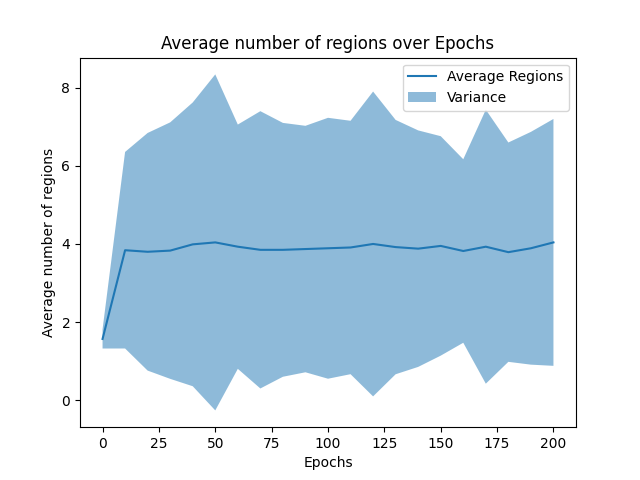 Average number of regions over Epochs
Average Regions
Variance
Average number of regions
8
6
4
2
0
0 25 50 75 100 125 150 175 200
Epochs